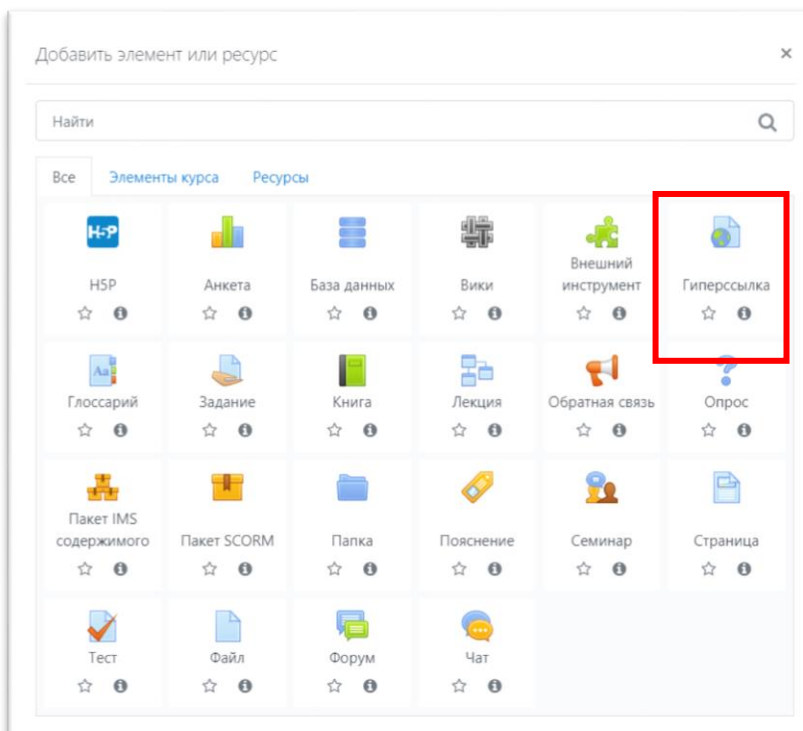 Добавить элемент или ресурс
×
Найти
Все Элементы курса Ресурсы
H5P
H5P Анкета База данных Вики Внешний инструмент Гиперссылка
Aa
Глоссарий Задание Книга Лекция Обратная связь Опрос
Пакет IMS содержимого Пакет SCORM Папка Пояснение Семинар Страница
Тест Файл Форум Чат